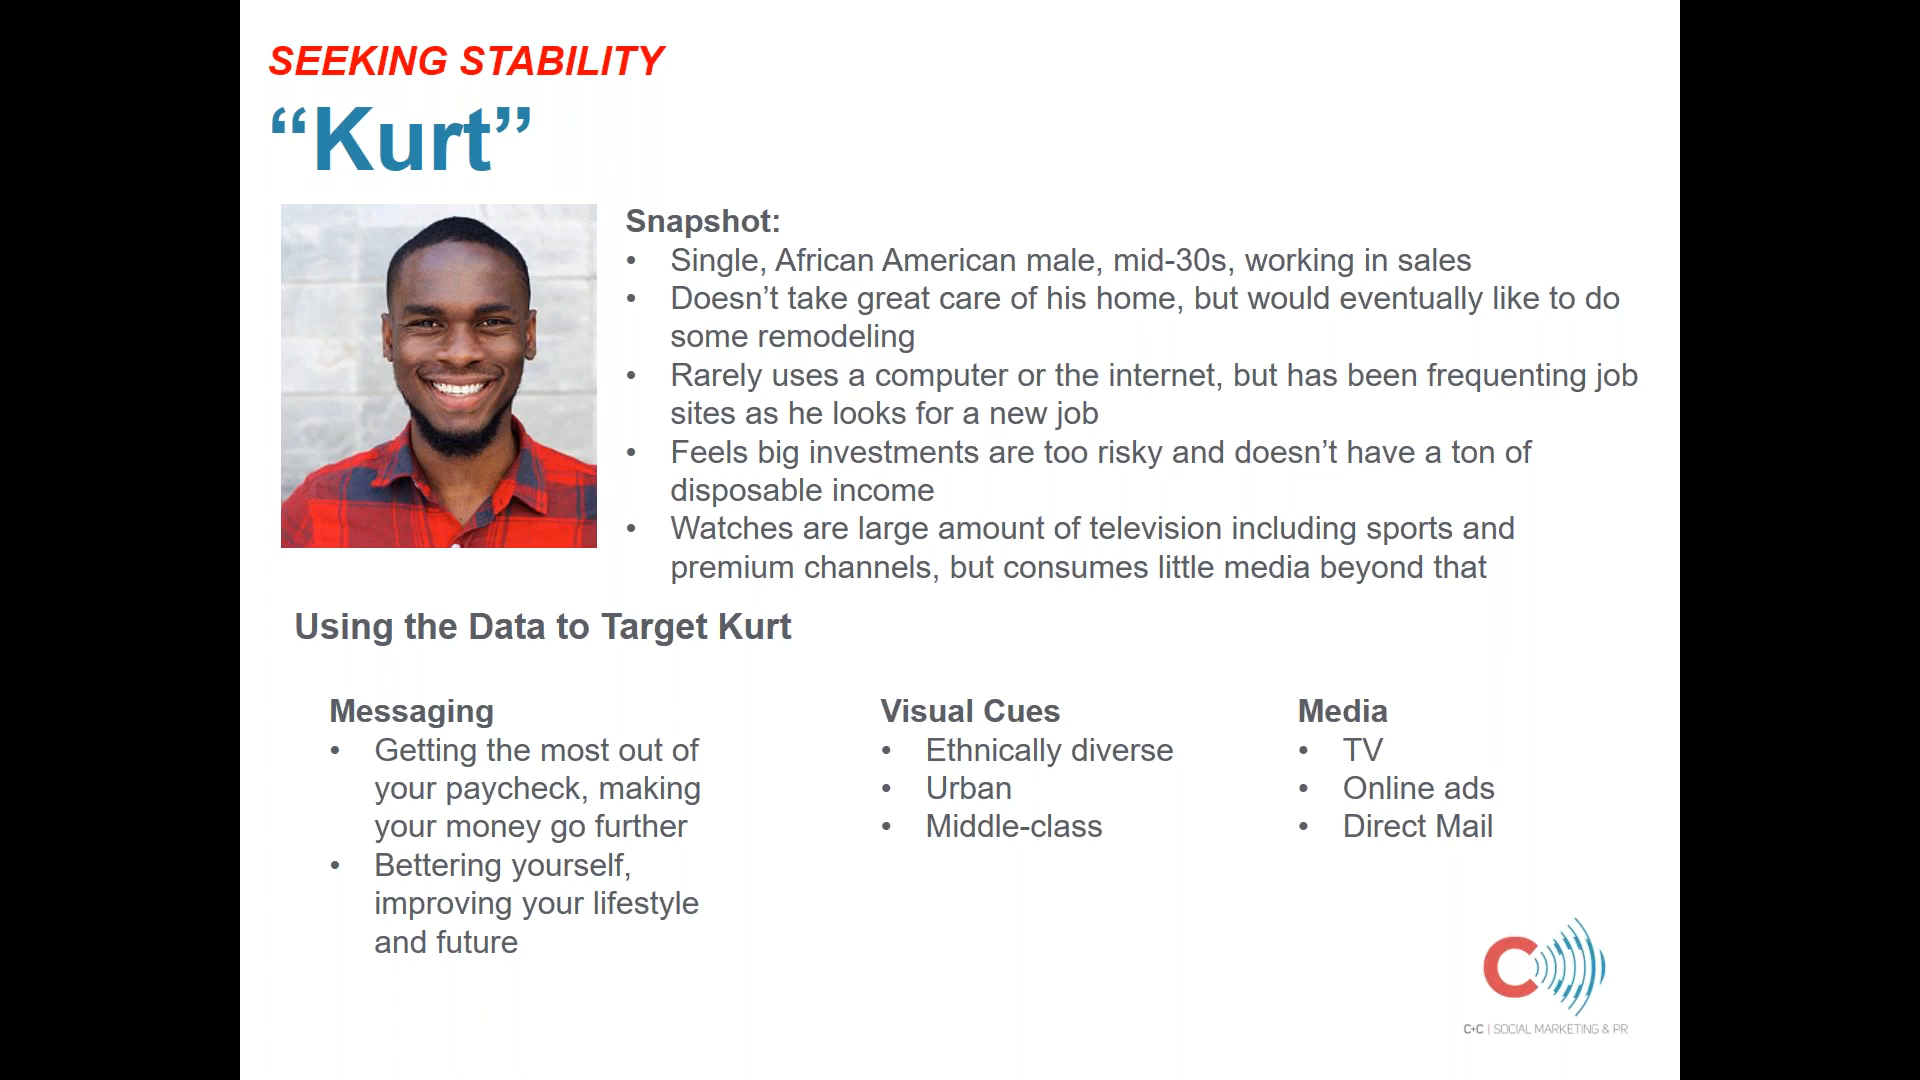 SEEKING STABILITY
“Kurt”
Snapshot:
• Single, African American male, mid-30s, working in sales
• Doesn’t take great care of his home, but would eventually like to do
some remodeling
• Rarely uses a computer or the internet, but has been frequenting job
sites as he looks for a new job
• Feels big investments are too risky and doesn’t have a ton of
disposable income
• Watches are large amount of television including sports and
premium channels, but consumes little media beyond that
Using the Data to Target Kurt
Messaging
• Getting the most out of
your paycheck, making
your money go further
• Bettering yourself,
improving your lifestyle
and future
Visual Cues
• Ethnically diverse
• Urban
• Middle-class
Media
• TV
• Online ads
• Direct Mail
C+C | SOCIAL MARKETING & PR